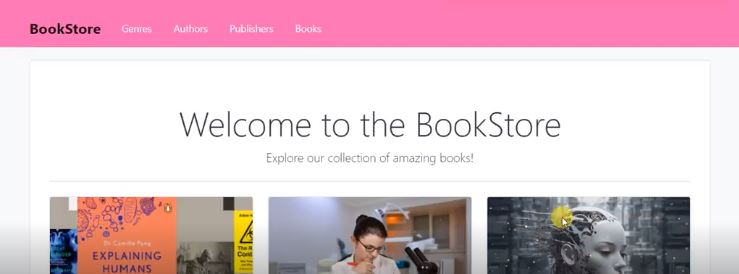 BookStore Genres Authors Publishers Books
Welcome to the BookStore
Explore our collection of amazing books!
Dr. Camilla Pang
EXPLAINING
HUMANS